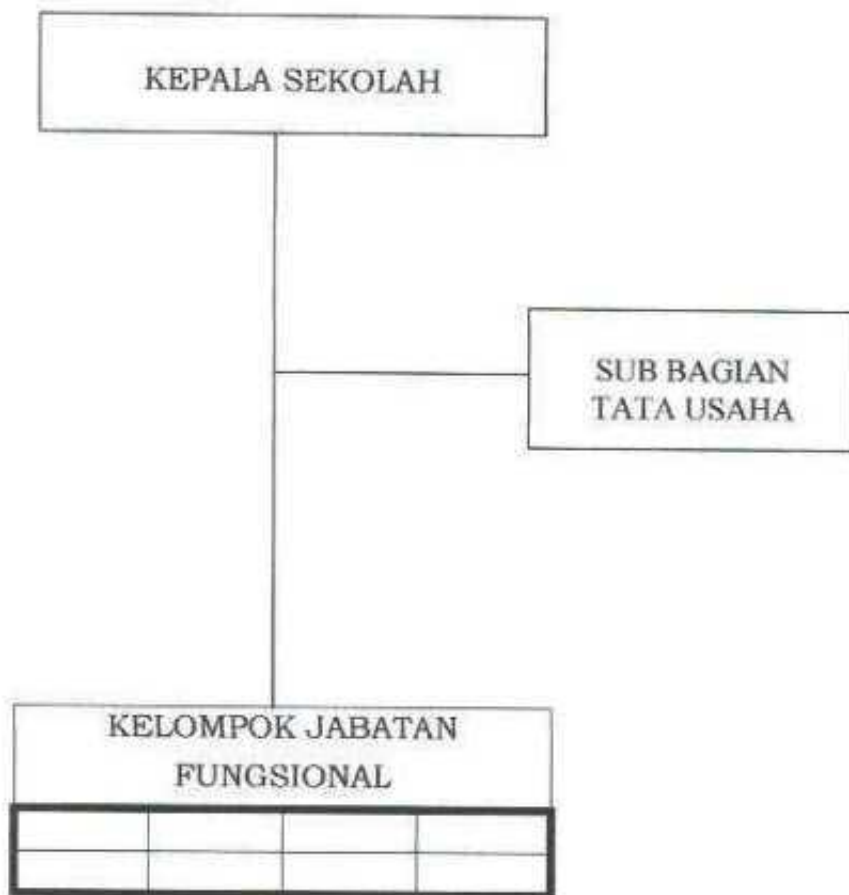 KEPALA SEKOLAH
SUB BAGIAN
TATA USAHA
KELOMPOK JABATAN
FUNGSIONAL